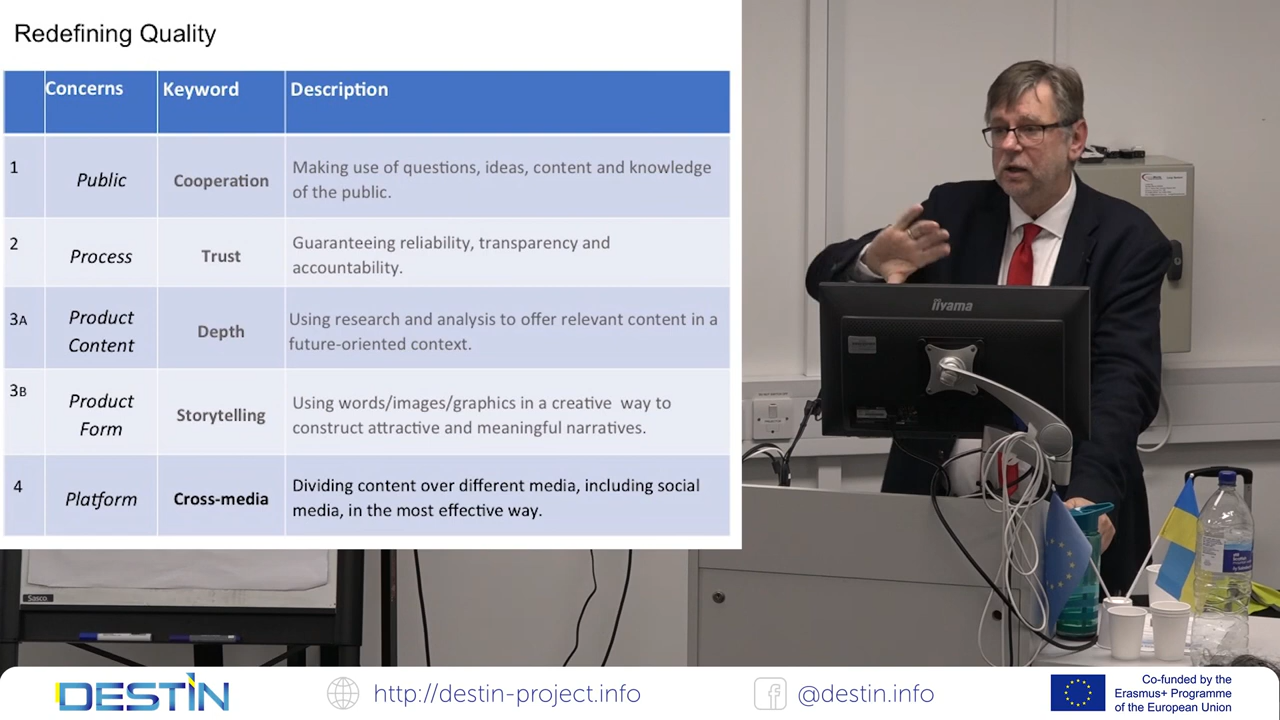 Redefining Quality
Concerns Keyword Description
1 Public Cooperation Making use of questions, ideas, content and knowledge
of the public.
2 Process Trust Guaranteeing reliability, transparency and
accountability.
3A Product
Content Depth Using research and analysis to offer relevant content in a
future-oriented context.
3B Product
Form Storytelling Using words/images/graphics in a creative way to
construct attractive and meaningful narratives.
4 Platform Cross-media Dividing content over different media, including social
media, in the most effective way.
iiyama
Sasco
DESTIN
http://destin-project.info
@destin.info
Co-funded by the
Erasmus+ Programme
of the European Union